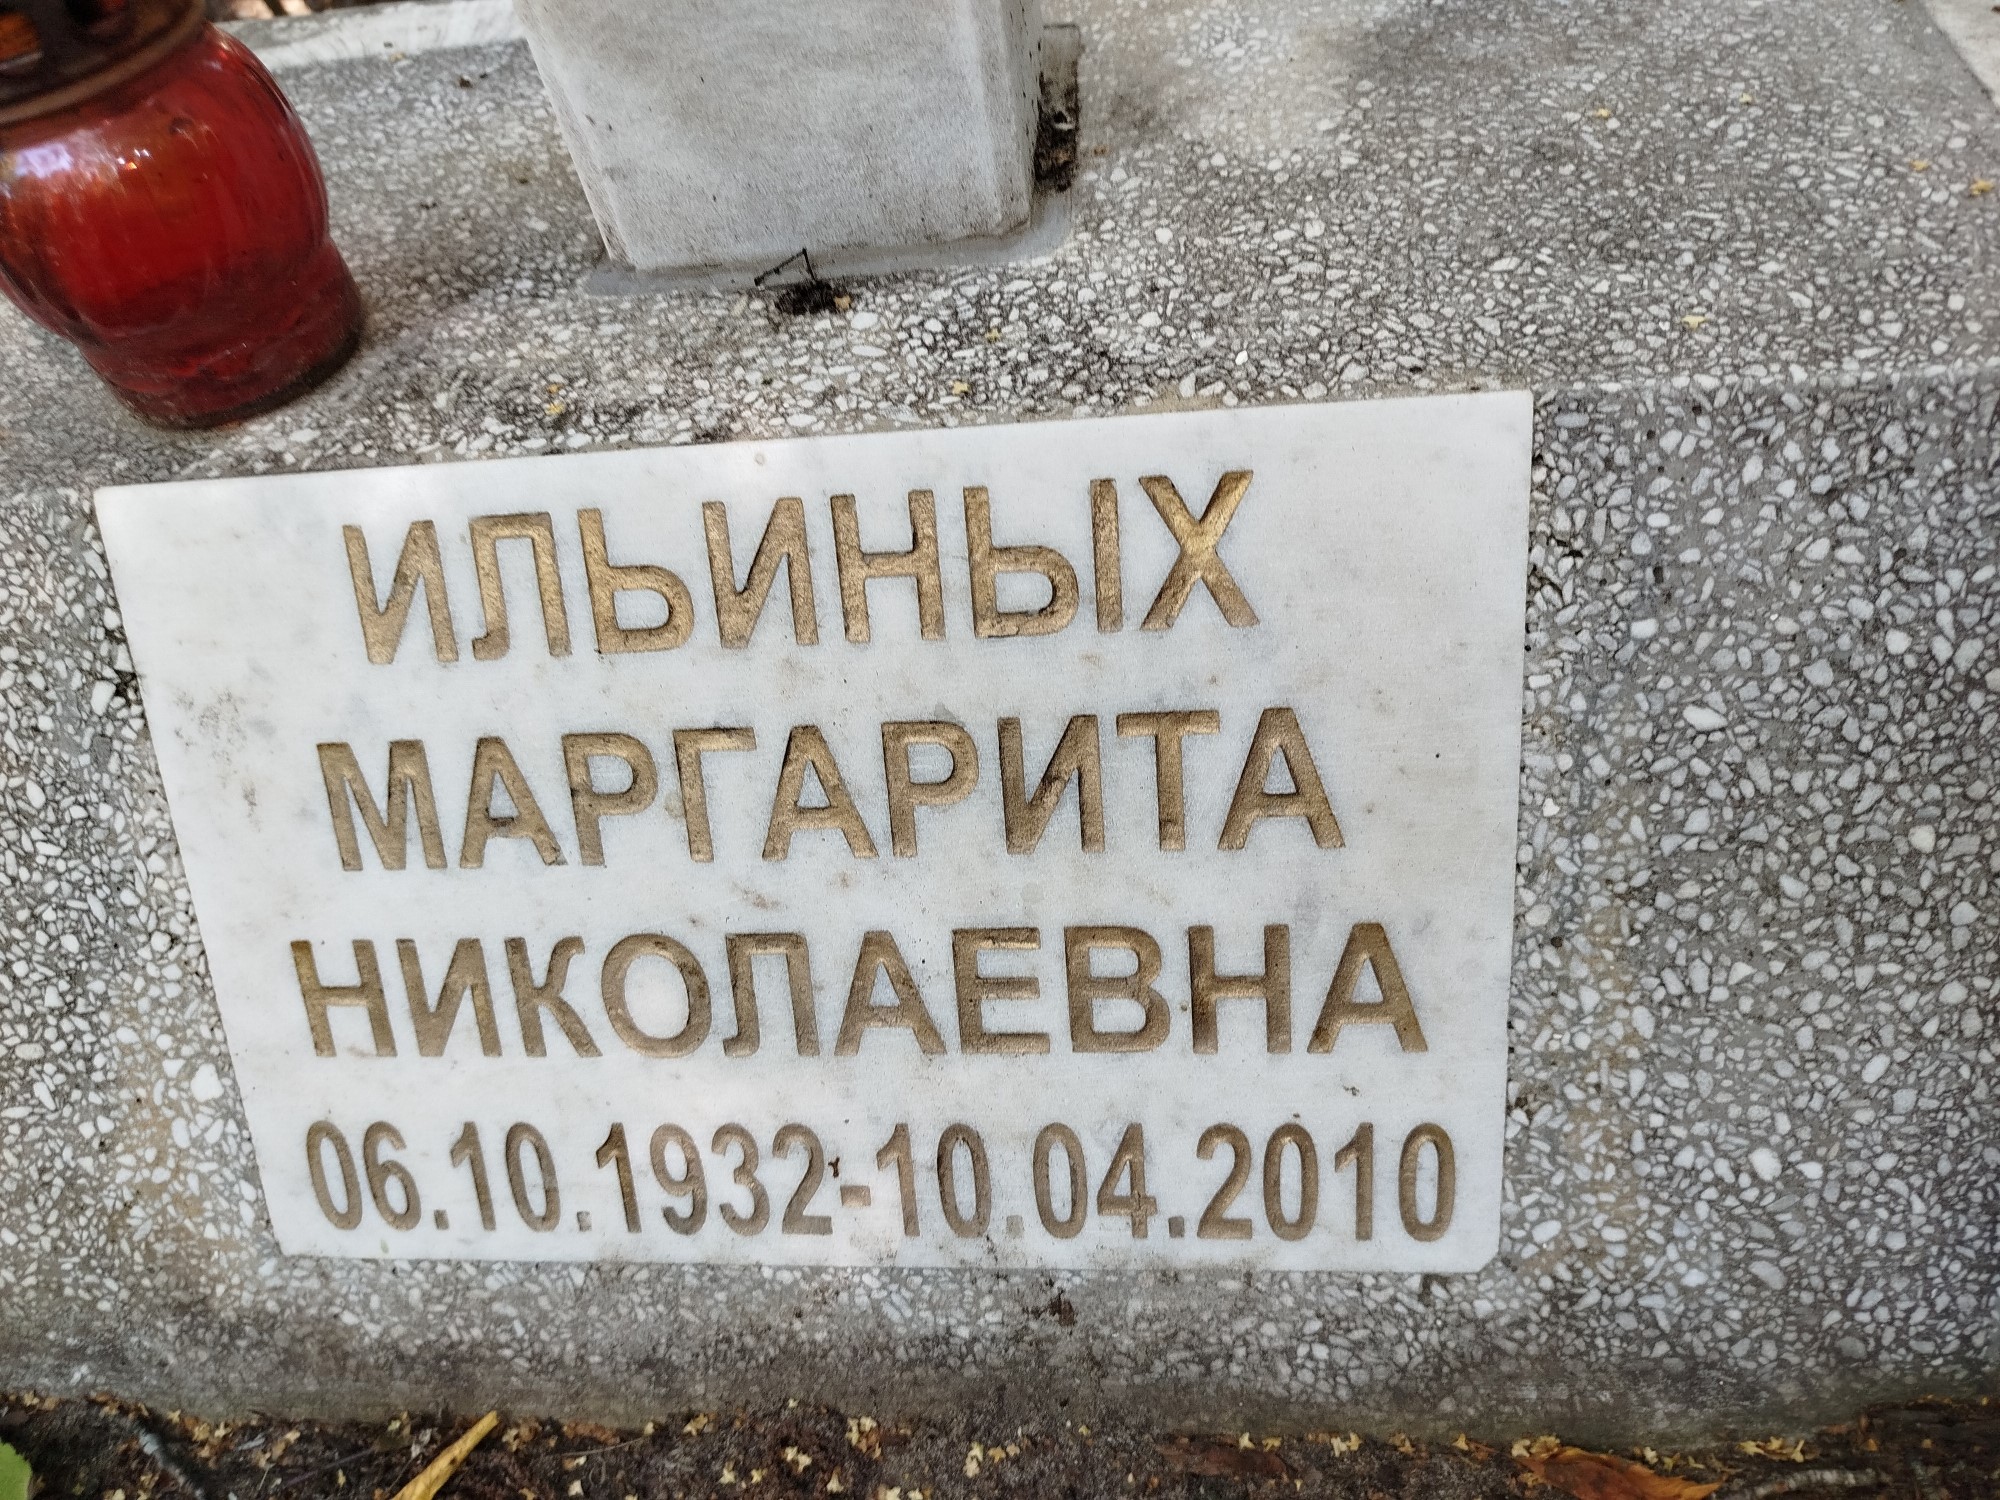 ИЛЬИНЫХ
МАРГАРИТА
НИКОЛАЕВНА
06.10.1932-10.04.2010